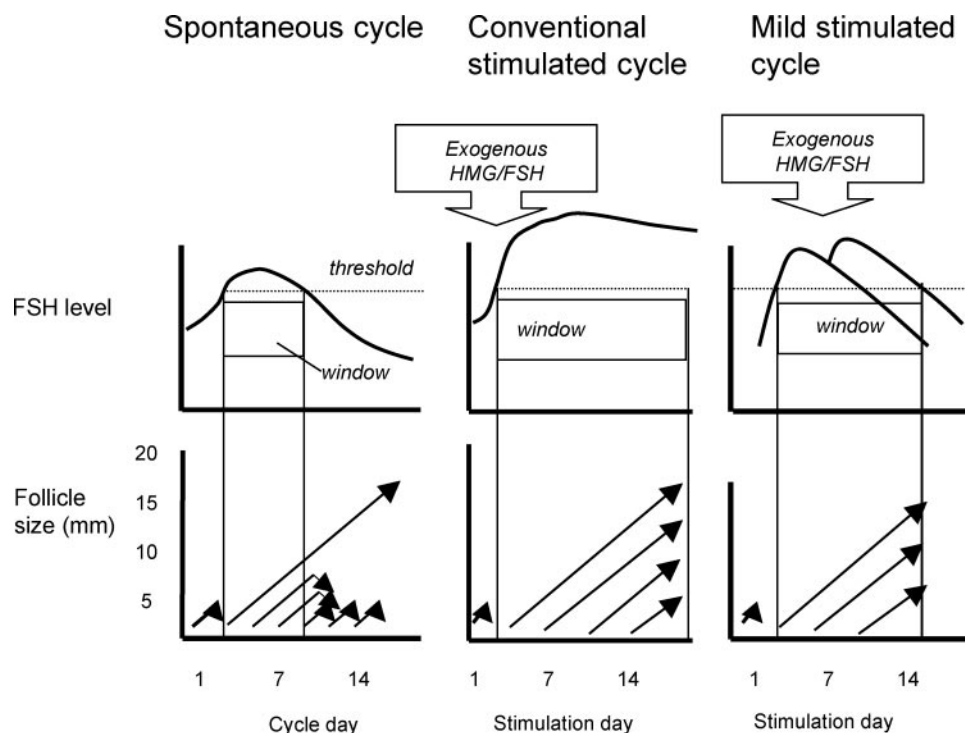 Spontaneous cycle
Conventional
stimulated cycle
Mild stimulated
cycle
Exogenous
HMG/FSH
Exogenous
HMG/FSH
FSH level
threshold
window
window
window
Follicle
size (mm)
20
15
10
5
1 7 14
Cycle day
1 7 14
Stimulation day
1 7 14
Stimulation day